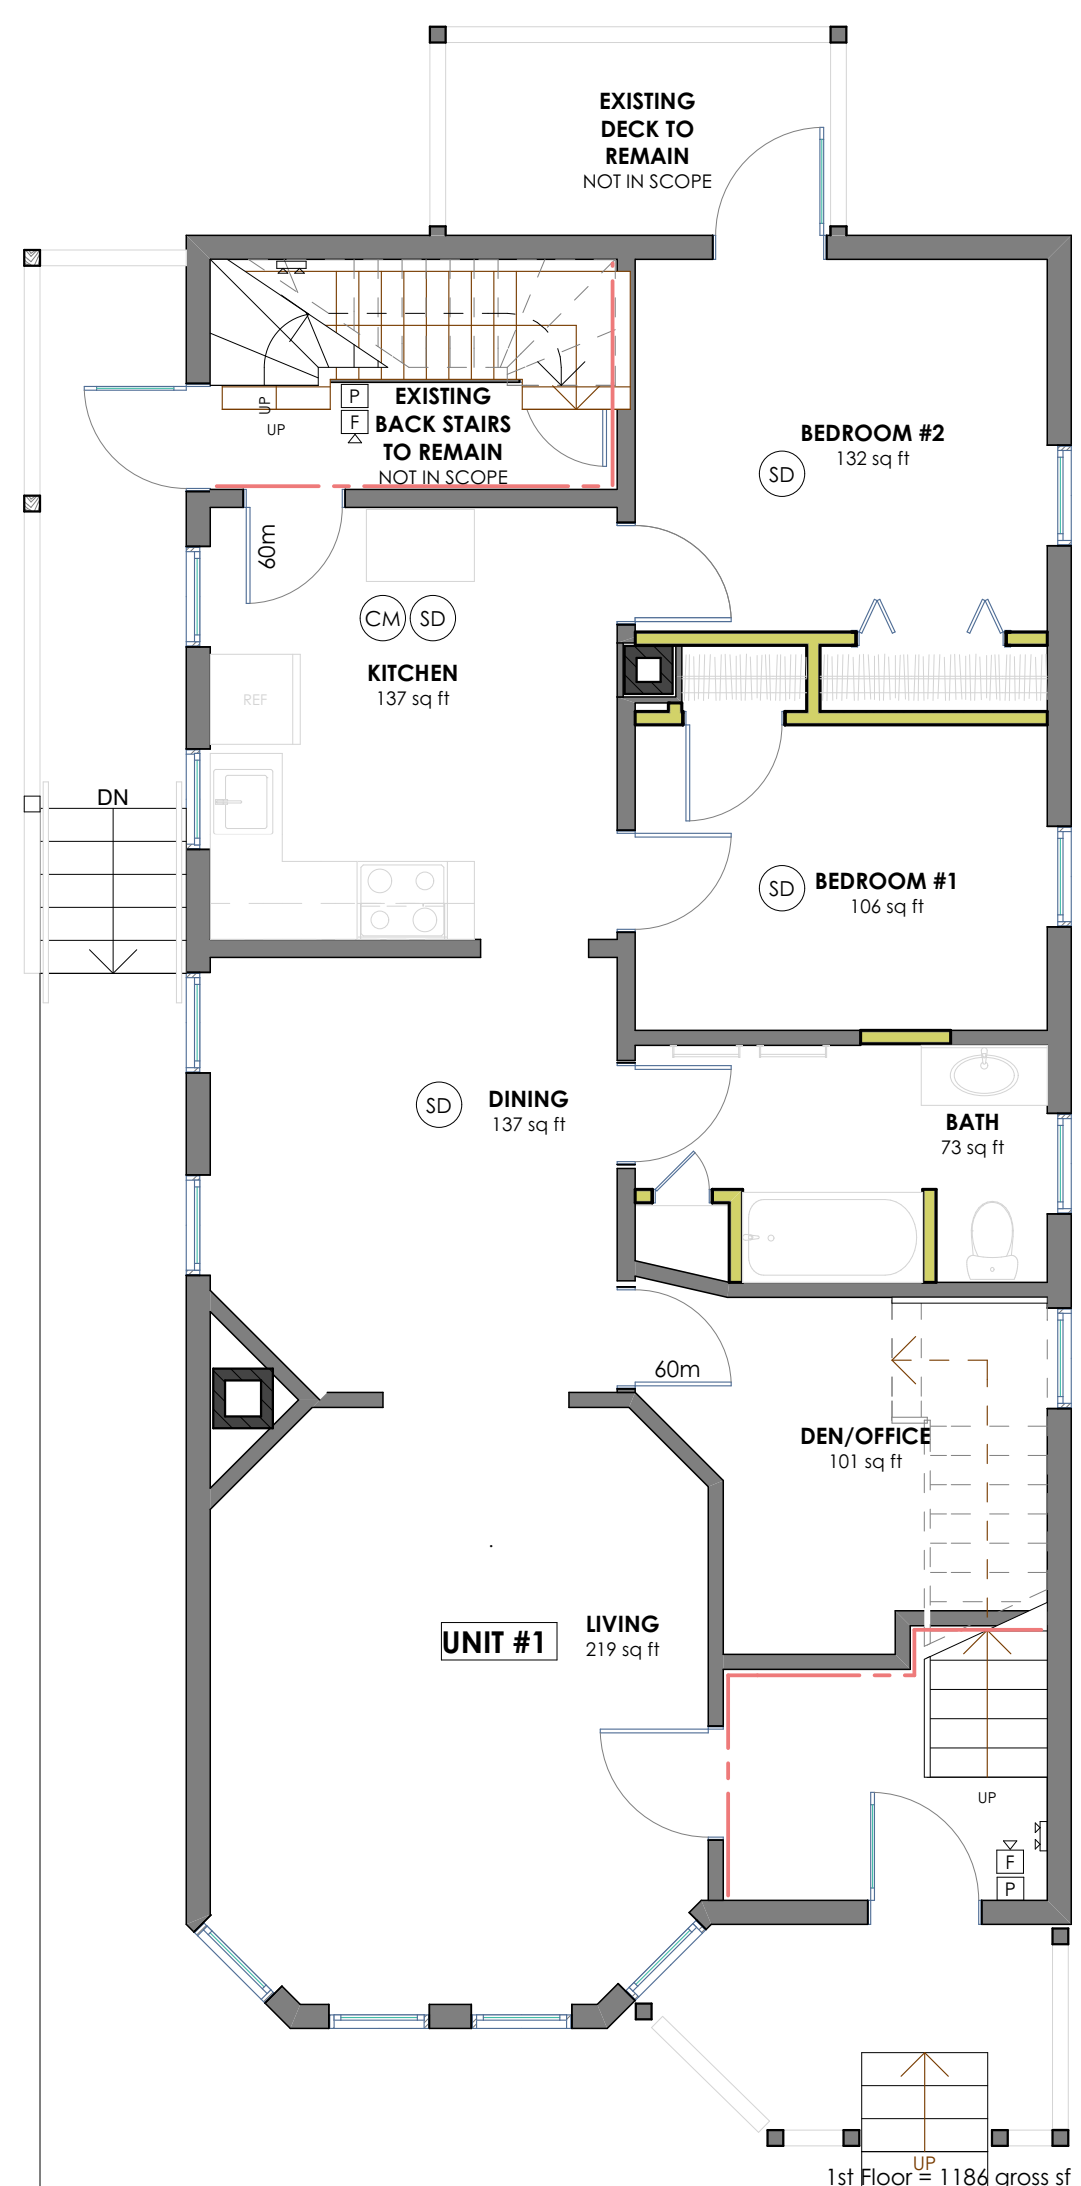 EXISTING
DECK TO
REMAIN
NOT IN SCOPE
UP
UP
P
F
EXISTING
BACK STAIRS
TO REMAIN
NOT IN SCOPE
BEDROOM #2
132 sq ft
SD
60m
CM
SD
KITCHEN
137 sq ft
REF
DN
SD
BEDROOM #1
106 sq ft
SD
DINING
137 sq ft
BATH
73 sq ft
60m
DEN/OFFICE
101 sq ft
UNIT #1
LIVING
219 sq ft
UP
F
P
UP
1st Floor = 1186 gross sf